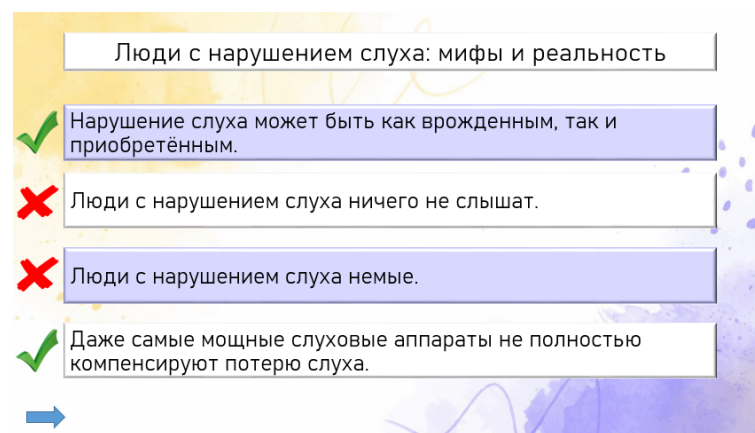 Люди с нарушением слуха: мифы и реальность
Нарушение слуха может быть как врожденным, так и
приобретённым.
Люди с нарушением слуха ничего не слышат.
Люди с нарушением слуха немые.
Даже самые мощные слуховые аппараты не полностью
компенсируют потерю слуха.